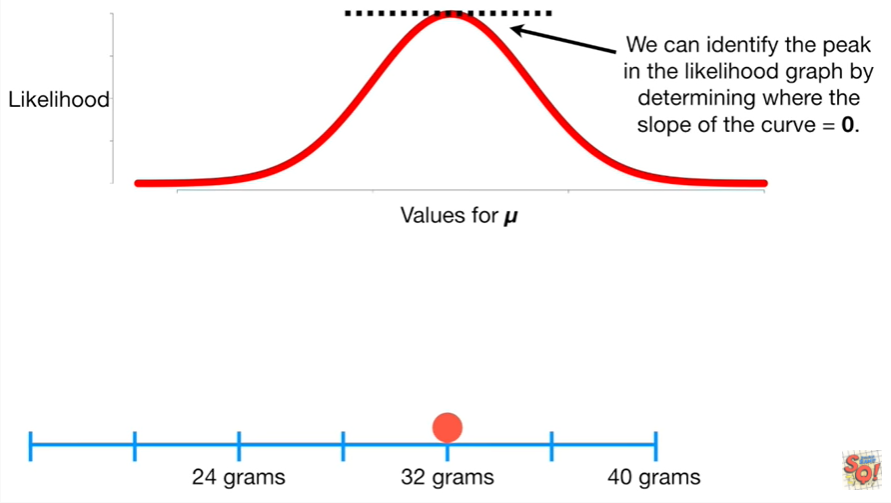 We can identify the peak
in the likelihood graph by
determining where the
slope of the curve = 0.
Likelihood
Values for μ
24 grams
32 grams
40 grams
SQ!